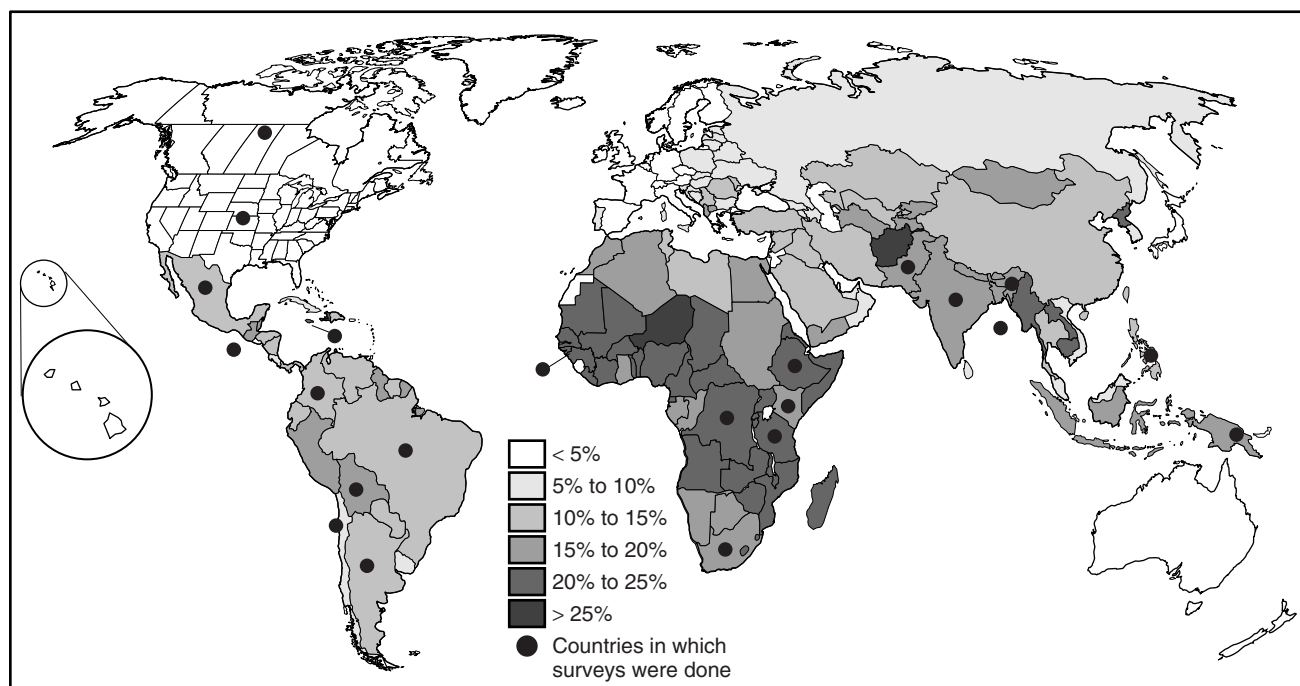 < 5%
5% to 10%
10% to 15%
15% to 20%
20% to 25%
> 25%
Countries in which
surveys were done